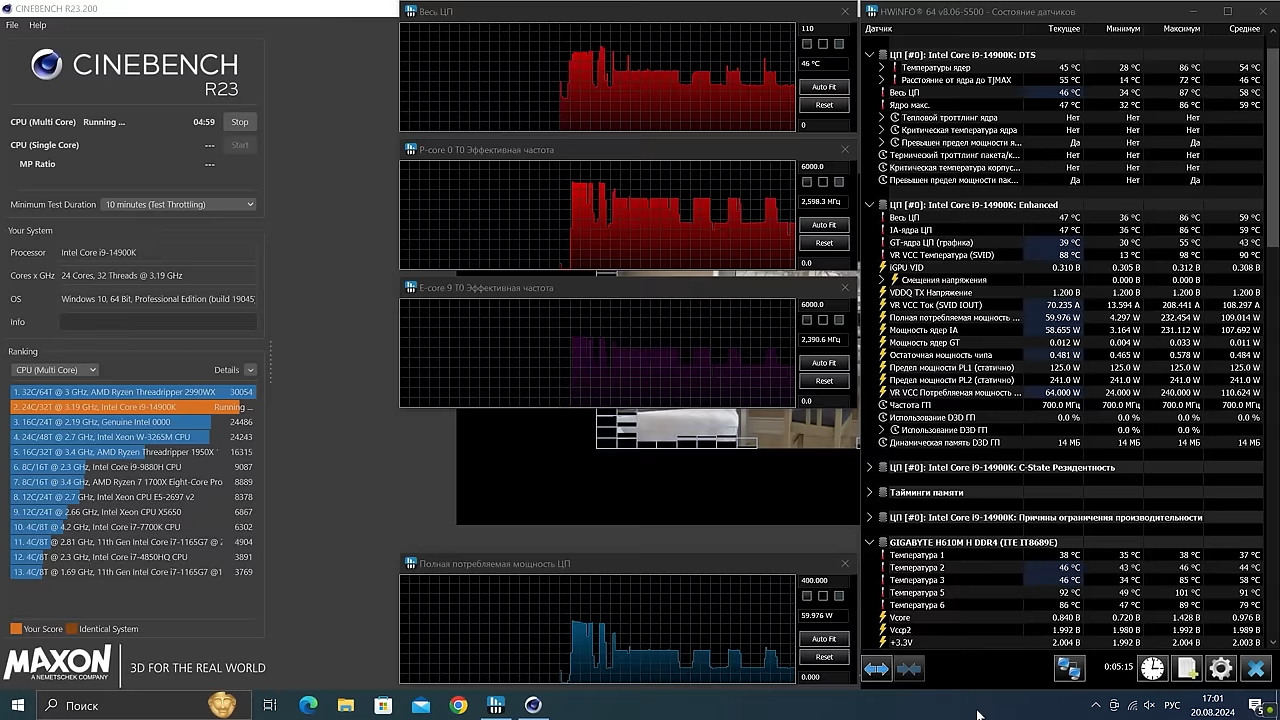 CINEBENCH R23.200
File Help
CINEBENCH
R23
CPU (Multi Core) Running ... 04:59 Stop
CPU (Single Core) --- Start
MP Ratio ---
Minimum Test Duration 10 minutes (Test Throttling)
Your System
Processor Intel Core i9-14900K
Cores x GHz 24 Cores, 32 Threads @ 3.19 GHz
OS Windows 10, 64 Bit, Professional Edition (build 19045)
Info
Ranking
CPU (Multi Core) Details
1. 32C/64T @ 3 GHz, AMD Ryzen Threadripper 2990WX 30054
2. 24C/32T @ 3.19 GHz, Intel Core i9-14900K Running ...
3. 16C/24T @ 2.19 GHz, Genuine Intel 0000 24486
4. 24C/48T @ 2.7 GHz, Intel Xeon W-3265M CPU 24243
5. 16C/32T @ 3.4 GHz, AMD Ryzen Threadripper 1950X 16315
6. 8C/16T @ 2.3 GHz, Intel Core i9-9880H CPU 9087
7. 8C/16T @ 3.4 GHz, AMD Ryzen 7 1700X Eight-Core Pro 8889
8. 12C/24T @ 2.7 GHz, Intel Xeon CPU E5-2697 v2 8378
9. 12C/24T @ 2.66 GHz, Intel Xeon CPU X5650 6867
10. 4C/8T @ 4.2 GHz, Intel Core i7-7700K CPU 6302
11. 4C/8T @ 2.81 GHz, 11th Gen Intel Core i7-1165G7 @ 2 4904
12. 4C/8T @ 2.3 GHz, Intel Core i7-4850HQ CPU 3891
13. 4C/8T @ 1.69 GHz, 11th Gen Intel Core i7-1165G7 @1 3769
Your Score Identical System
MAXON
A NEMETSCHEK COMPANY
3D FOR THE REAL WORLD
Весь ЦП
110
46 °C
Auto Fit
Reset
0
P-core 0 T0 Эффективная частота
6000.0
2,598.3 МГц
Auto Fit
Reset
0.0
E-core 9 T0 Эффективная частота
6000.0
2,390.6 МГц
Auto Fit
Reset
0.0
Полная потребляемая мощность ЦП
400.000
59.976 W
Auto Fit
Reset
0.000
HWiNFO® 64 v8.06-5500 - Состояние датчиков
Датчик Текущее Минимум Максимум Среднее
ЦП [#0]: Intel Core i9-14900K: DTS
Температуры ядер 45 °C 28 °C 86 °C 54 °C
Расстояние от ядра до TjMAX 55 °C 14 °C 72 °C 46 °C
Весь ЦП 46 °C 34 °C 87 °C 58 °C
Ядро макс. 47 °C 32 °C 86 °C 59 °C
Тепловой троттлинг ядра Нет Нет Нет
Критическая температура ядра Нет Нет Нет
Превышен предел мощности я... Да Нет Да
Термический троттлинг пакета/к... Нет Нет Нет
Критическая температура корпус... Нет Нет Нет
Превышен предел мощности пак... Да Нет Да
ЦП [#0]: Intel Core i9-14900K: Enhanced
Весь ЦП 47 °C 36 °C 86 °C 59 °C
IA-ядра ЦП 47 °C 36 °C 86 °C 59 °C
GT-ядра ЦП (графика) 39 °C 30 °C 47 °C 43 °C
VR VCC Температура (SVID) 88 °C 13 °C 98 °C 80 °C
iGPU VID 0.310 В 0.305 В 0.312 В 0.308 В
Смещения напряжения 0.000 В 0.000 В 0.000 В
VDDQ TX Напряжение 1.200 В 1.200 В 1.200 В 1.200 В
VR VCC Ток (SVID IOUT) 70.235 A 13.594 A 208.441 A 108.297 A
Полная потребляемая мощность ... 59.976 W 4.297 W 232.454 W 109.014 W
Мощность ядер IA 58.655 W 3.164 W 231.112 W 107.692 W
Мощность ядер GT 0.012 W 0.004 W 0.033 W 0.011 W
Остаточная мощность чипа 0.481 W 0.465 W 0.578 W 0.484 W
Предел мощности PL1 (статично) 125.0 W 125.0 W 125.0 W 125.0 W
Предел мощности PL2 (статично) 241.0 W 241.0 W 241.0 W 241.0 W
VR VCC Потребляемая мощность ... 64.000 W 24.000 W 240.000 W 110.624 W
Частота ГП 700.0 МГц 700.0 МГц 700.0 МГц 700.0 МГц
Использование D3D ГП 0.0 % 0.0 % 0.0 %
Использование D3D ГП 0.0 % 0.0 % 0.0 %
Динамическая память D3D ГП 14 МБ 14 МБ 14 МБ 14 МБ
ЦП [#0]: Intel Core i9-14900K: C-State Резидентность
Тайминги памяти
ЦП [#0]: Intel Core i9-14900K: Причины ограничения производительности
GIGABYTE H610M H DDR4 (ITE IT8689E)
Температура 1 38 °C 35 °C 38 °C 37 °C
Температура 2 46 °C 43 °C 46 °C 44 °C
Температура 3 46 °C 34 °C 85 °C 58 °C
Температура 5 92 °C 49 °C 101 °C 91 °C
Температура 6 86 °C 47 °C 89 °C 79 °C
Vcore 0.840 В 0.720 В 1.428 В 0.976 В
Vccp2 1.992 В 1.980 В 1.992 В 1.989 В
+3.3V 2.004 В 1.992 В 2.004 В 2.003 В
0:05:15
Поиск
РУС
17:01
20.08.2024
5